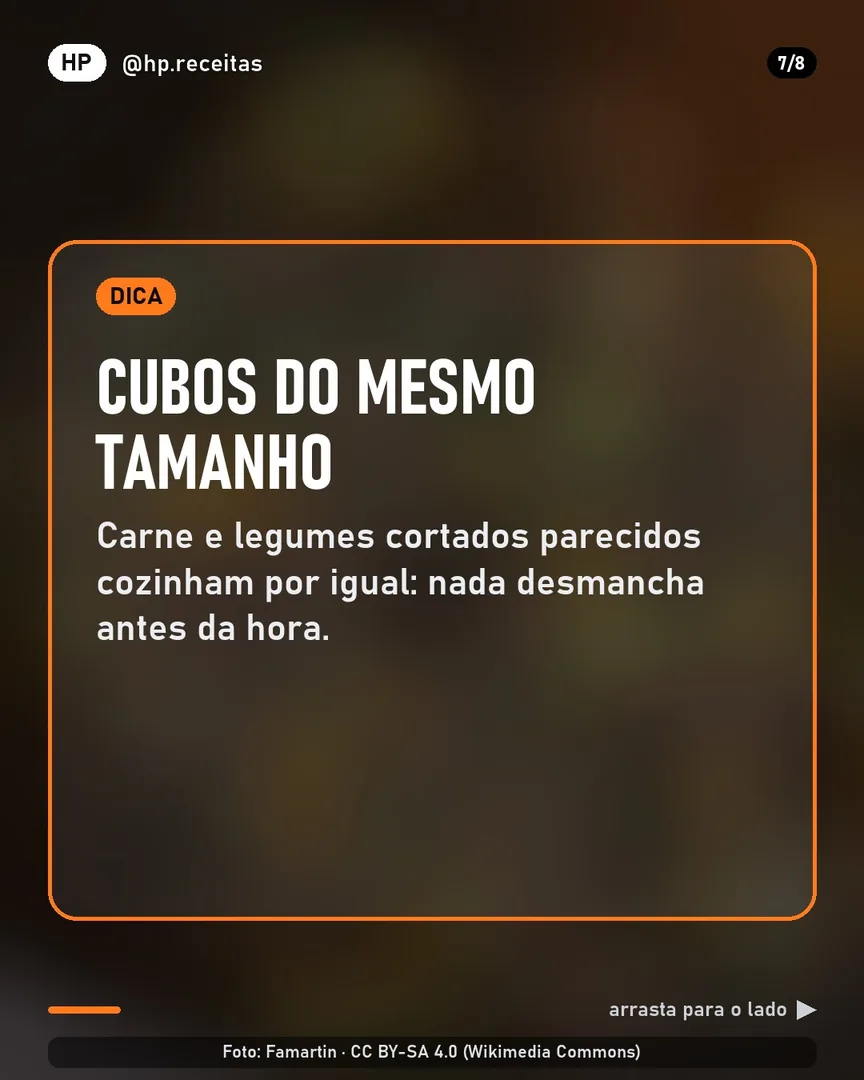 HP @hp.receitas 7/8
DICA
CUBOS DO MESMO
TAMANHO
Carne e legumes cortados parecidos
cozinham por igual: nada desmancha
antes da hora.
arrasta para o lado ▶
Foto: Famartin · CC BY-SA 4.0 (Wikimedia Commons)